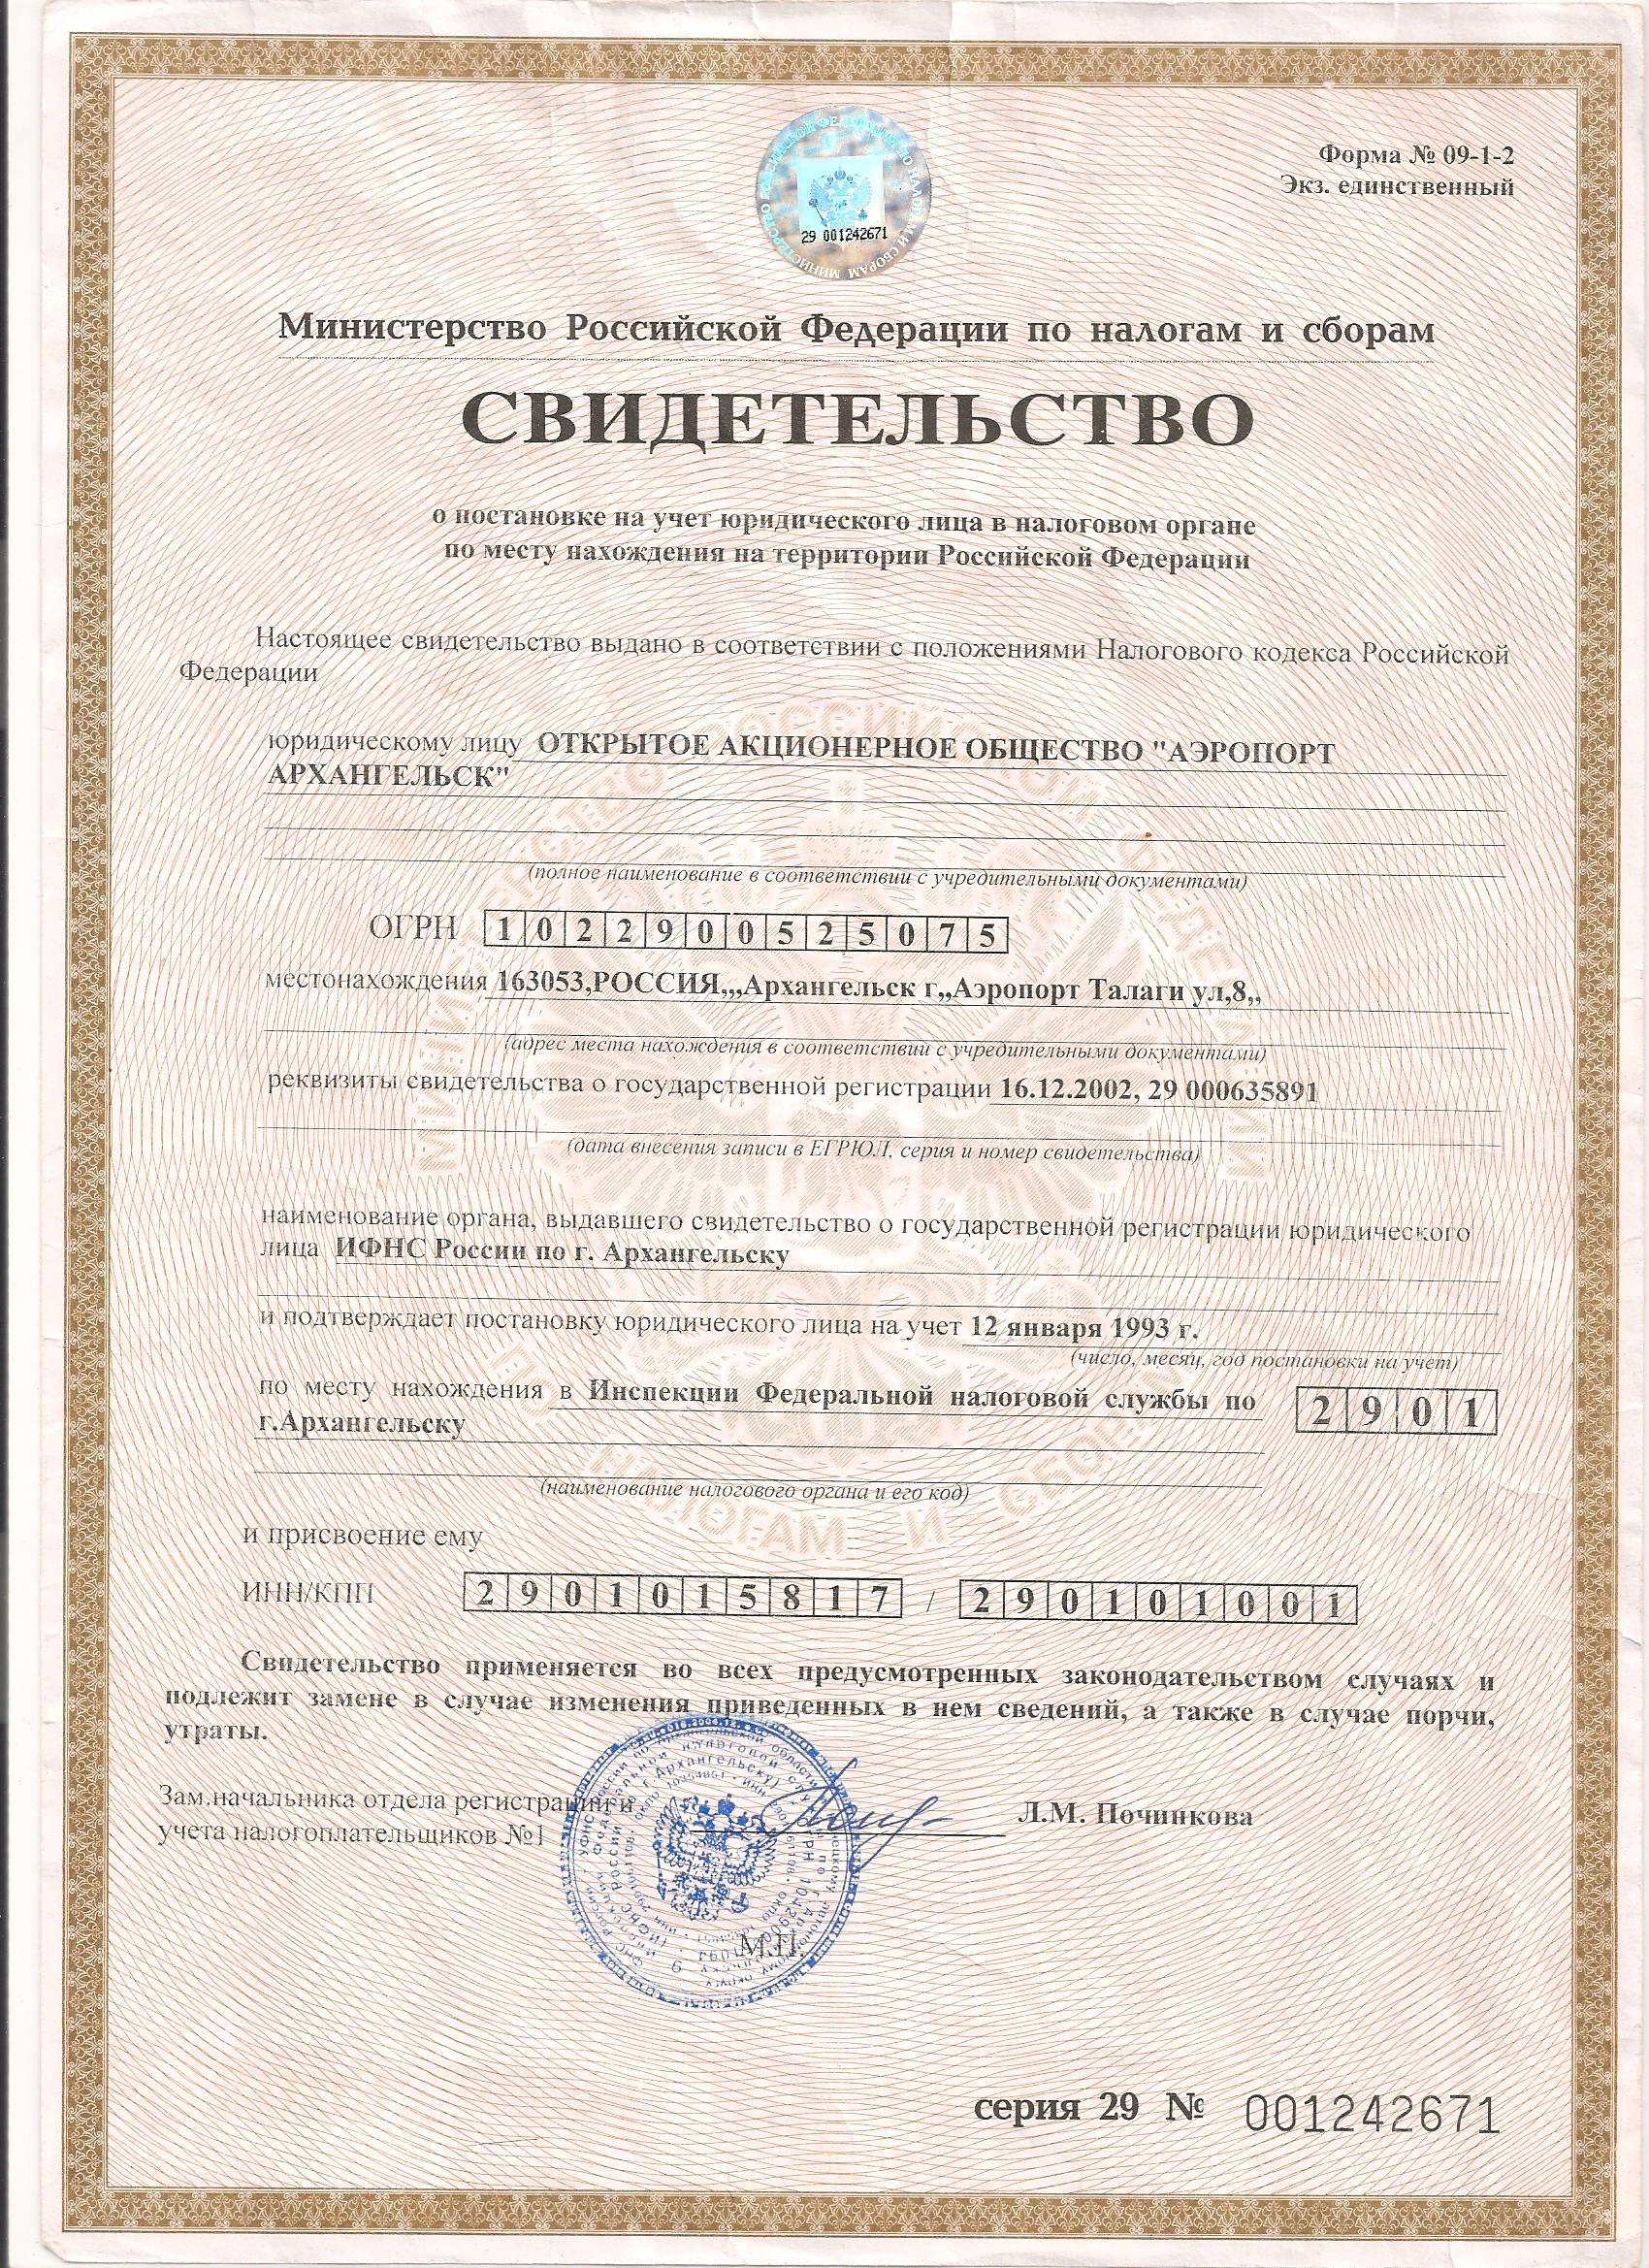 Форма № 09-1-2
Экз. единственный
29 001242671
Министерство Российской Федерации по налогам и сборам
СВИДЕТЕЛЬСТВО
о постановке на учет юридического лица в налоговом органе
по месту нахождения на территории Российской Федерации
Настоящее свидетельство выдано в соответствии с положениями Налогового кодекса Российской
Федерации
юридическому лицу ОТКРЫТОЕ АКЦИОНЕРНОЕ ОБЩЕСТВО "АЭРОПОРТ
АРХАНГЕЛЬСК"
(полное наименование в соответствии с учредительными документами)
ОГРН 1022900525075
местонахождения 163053,РОССИЯ,,,Архангельск г,,Аэропорт Талаги ул,8,,
(адрес места нахождения в соответствии с учредительными документами)
реквизиты свидетельства о государственной регистрации 16.12.2002, 29 000635891
(дата внесения записи в ЕГРЮЛ, серия и номер свидетельства)
наименование органа, выдавшего свидетельство о государственной регистрации юридического
лица ИФНС России по г. Архангельску
и подтверждает постановку юридического лица на учет 12 января 1993 г.
(число, месяц, год постановки на учет)
по месту нахождения в Инспекции Федеральной налоговой службы по 2901
г.Архангельску
(наименование налогового органа и его код)
и присвоение ему
ИНН/КПП 2901015817 / 290101001
Свидетельство применяется во всех предусмотренных законодательством случаях и
подлежит замене в случае изменения приведенных в нем сведений, а также в случае порчи,
утраты.
Зам.начальника отдела регистрации и
учета налогоплательщиков №1
Л.М. Починкова
М.П.
серия 29 № 001242671